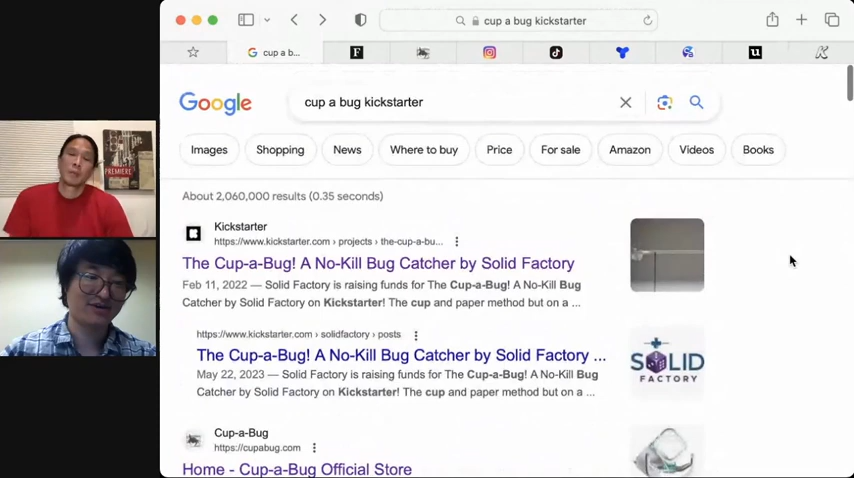 cup a bug kickstarter
cup a b...
Google
cup a bug kickstarter
Images
Shopping
News
Where to buy
Price
For sale
Amazon
Videos
Books
About 2,060,000 results (0.35 seconds)
Kickstarter
https://www.kickstarter.com › projects › the-cup-a-bu...
The Cup-a-Bug! A No-Kill Bug Catcher by Solid Factory
Feb 11, 2022 — Solid Factory is raising funds for The Cup-a-Bug! A No-Kill Bug
Catcher by Solid Factory on Kickstarter! The cup and paper method but on a ...
https://www.kickstarter.com › solidfactory › posts
The Cup-a-Bug! A No-Kill Bug Catcher by Solid Factory ...
May 22, 2023 — Solid Factory is raising funds for The Cup-a-Bug! A No-Kill Bug
Catcher by Solid Factory on Kickstarter! The cup and paper method but on a ...
SOLID
FACTORY
Cup-a-Bug
https://cupabug.com
Home - Cup-a-Bug Official Store
PREMIERE